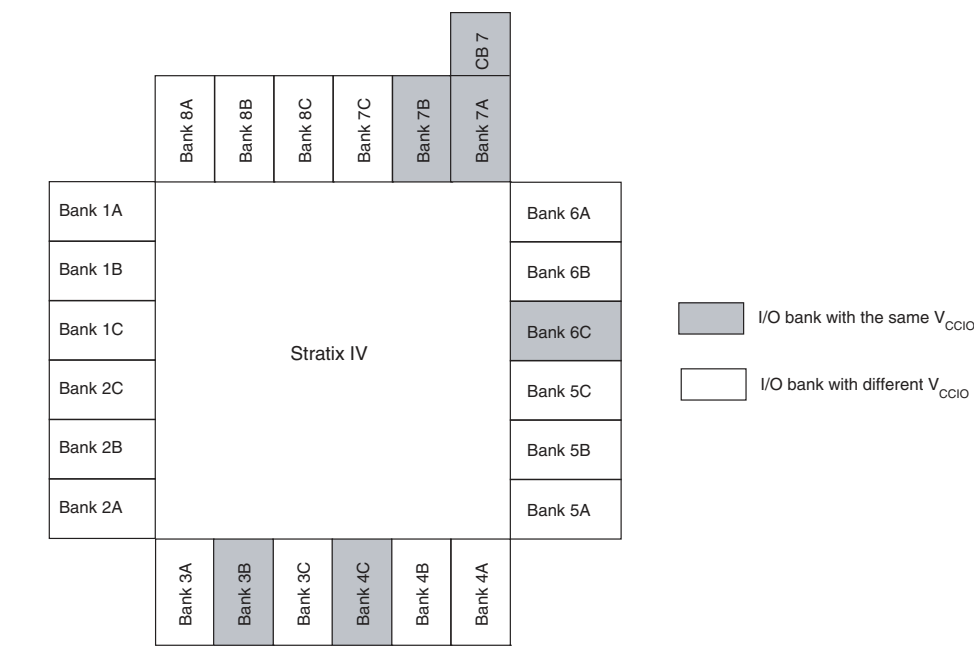 CB 7
Bank 8A
Bank 8B
Bank 8C
Bank 7C
Bank 7B
Bank 7A
Bank 1A
Bank 1B
Bank 1C
Bank 2C
Bank 2B
Bank 2A
Stratix IV
Bank 6A
Bank 6B
Bank 6C
Bank 5C
Bank 5B
Bank 5A
Bank 3A
Bank 3B
Bank 3C
Bank 4C
Bank 4B
Bank 4A
I/O bank with the same VCCIO
I/O bank with different VCCIO